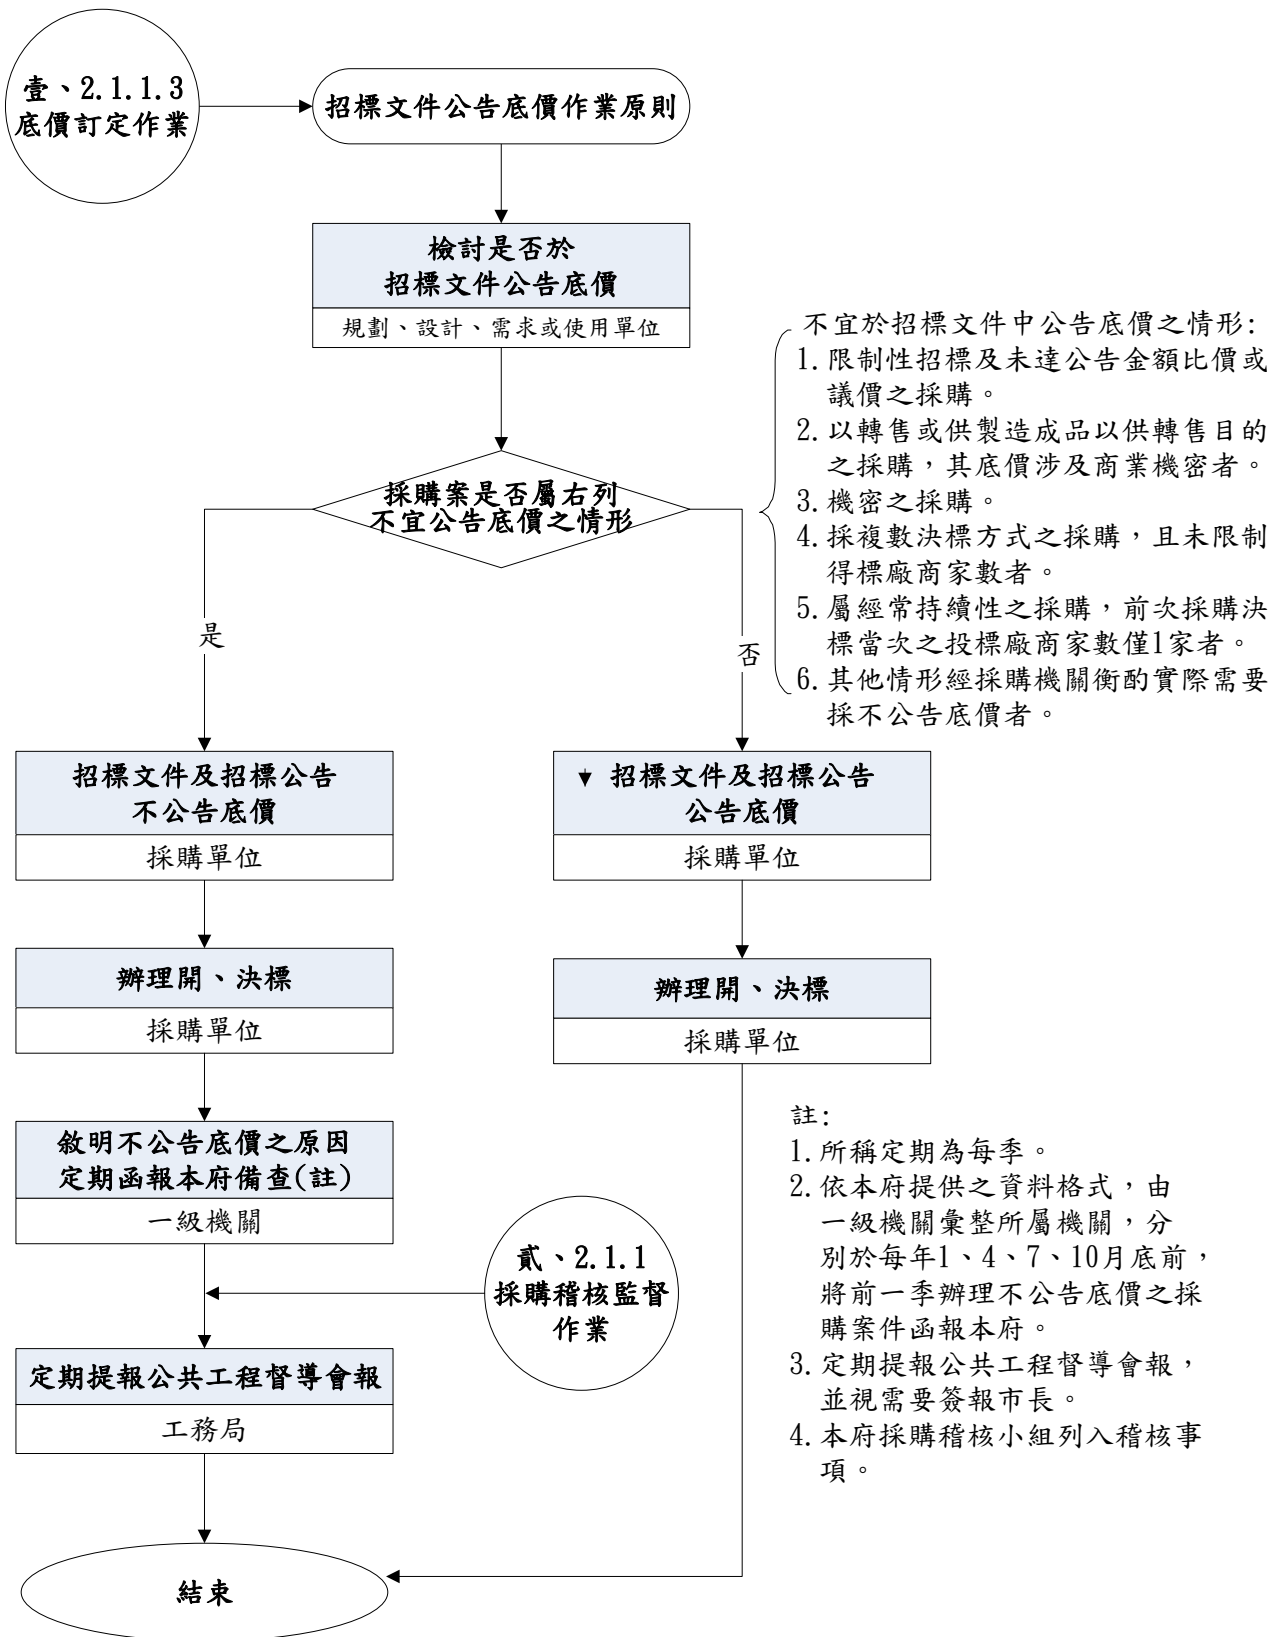 壹、2.1.1.3
底價訂定作業
招標文件公告底價作業原則
檢討是否於
招標文件公告底價
規劃、設計、需求或使用單位
不宜於招標文件中公告底價之情形:
1.限制性招標及未達公告金額比價或
議價之採購。
2.以轉售或供製造成品以供轉售目的
之採購,其底價涉及商業機密者。
3.機密之採購。
4.採複數決標方式之採購,且未限制
得標廠商家數者。
5.屬經常持續性之採購,前次採購決
標當次之投標廠商家數僅1家者。
6.其他情形經採購機關衡酌實際需要
採不公告底價者。
採購案是否屬右列
不宜公告底價之情形
是
否
招標文件及招標公告
不公告底價
採購單位
招標文件及招標公告
公告底價
採購單位
辦理開、決標
採購單位
辦理開、決標
採購單位
敘明不公告底價之原因
定期函報本府備查(註)
一級機關
貳、2.1.1
採購稽核監督
作業
定期提報公共工程督導會報
工務局
結束
註:
1.所稱定期為每季。
2.依本府提供之資料格式,由
一級機關彙整所屬機關,分
別於每年1、4、7、10月底前,
將前一季辦理不公告底價之採
購案件函報本府。
3.定期提報公共工程督導會報,
並視需要簽報市長。
4.本府採購稽核小組列入稽核事
項。